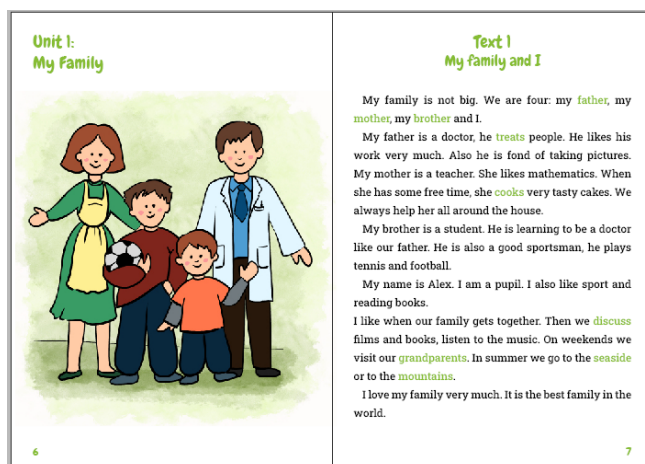 Unit 1:
My Family
6
Text 1
My family and I
My family is not big. We are four: my father, my
mother, my brother and I.
My father is a doctor, he treats people. He likes his
work very much. Also he is fond of taking pictures.
My mother is a teacher. She likes mathematics. When
she has some free time, she cooks very tasty cakes. We
always help her all around the house.
My brother is a student. He is learning to be a doctor
like our father. He is also a good sportsman, he plays
tennis and football.
My name is Alex. I am a pupil. I also like sport and
reading books.
I like when our family gets together. Then we discuss
films and books, listen to the music. On weekends we
visit our grandparents. In summer we go to the seaside
or to the mountains.
I love my family very much. It is the best family in the
world.
7